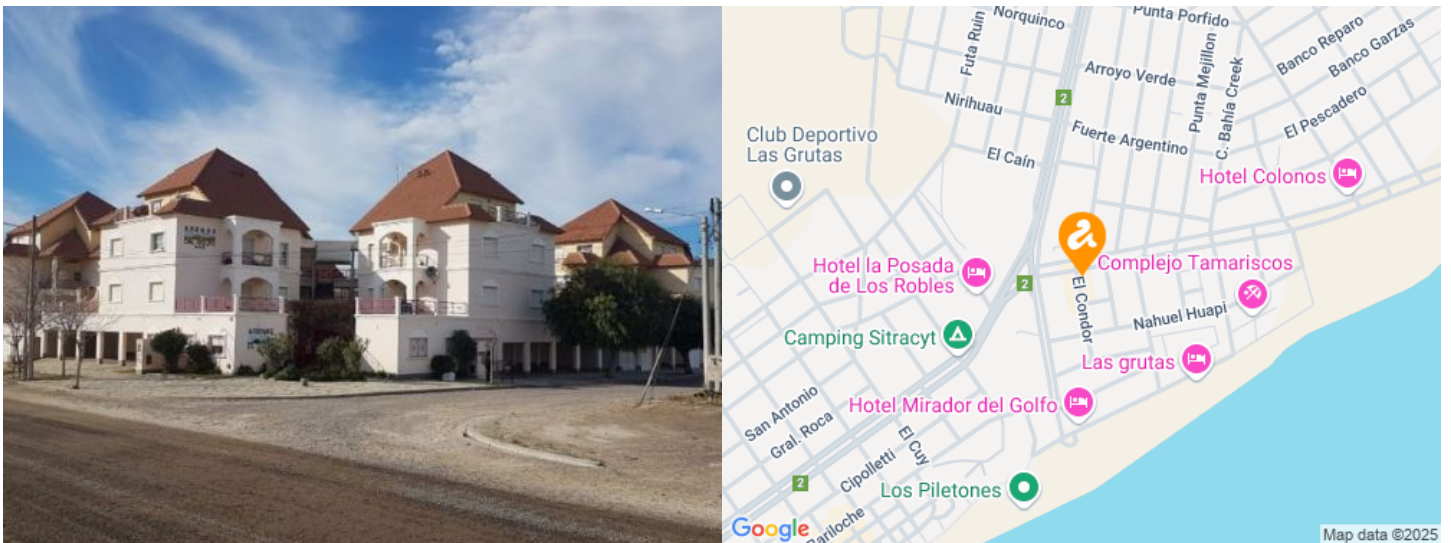 APENAC
APENAC
Norquinco
Punta Porfido
Futa Ruin
Banco Reparo
Banco Garzas
Arroyo Verde
Punta Mejillon
C. Bahía Creek
2
Nirihuau
El Pescadero
Fuerte Argentino
Club Deportivo
Las Grutas
El Caín
Hotel Colonos
Complejo Tamariscos
Hotel la Posada
de Los Robles
2
El Condor
Nahuel Huapi
Camping Sitracyt
Las grutas
San Antonio
Gral. Roca
Hotel Mirador del Golfo
El Cuy
Cipolletti
2
Los Piletones
Bariloche
Google
Map data ©2025